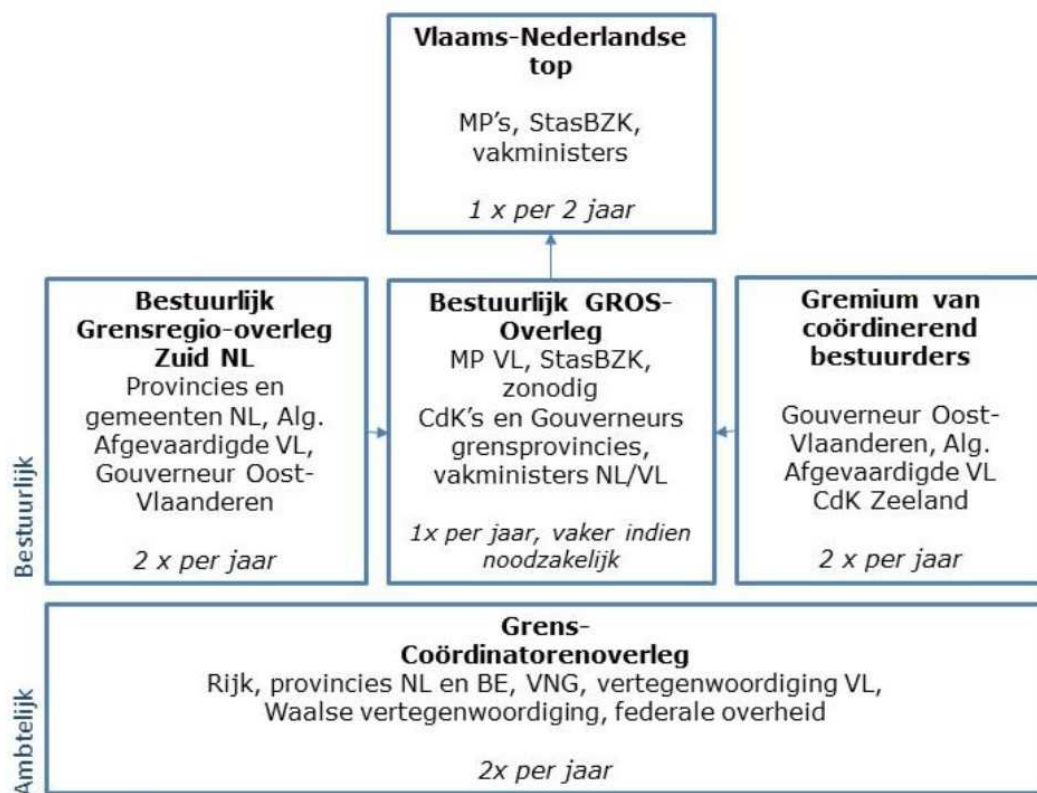 Vlaams-Nederlandse
top
MP's, StasBZK,
vakministers
1 x per 2 jaar
Bestuurlijk
Grensregio-overleg
Zuid NL
Provincies en
gemeenten NL, Alg.
Afgevaardigde VL,
Gouverneur Oost-
Vlaanderen
2 x per jaar
Bestuurlijk GROS-
Overleg
MP VL, StasBZK,
zonodig
CdK's en Gouverneurs
grensprovincies,
vakministers NL/VL
1x per jaar, vaker indien
noodzakelijk
Gremium van
coördinerend
bestuurders
Gouverneur Oost-
Vlaanderen, Alg.
Afgevaardigde VL
CdK Zeeland
2 x per jaar
Bestuurlijk
Grens-
Coördinatorenoverleg
Rijk, provincies NL en BE, VNG, vertegenwoordiging VL,
Waalse vertegenwoordiging, federale overheid
2x per jaar
Ambtelijk